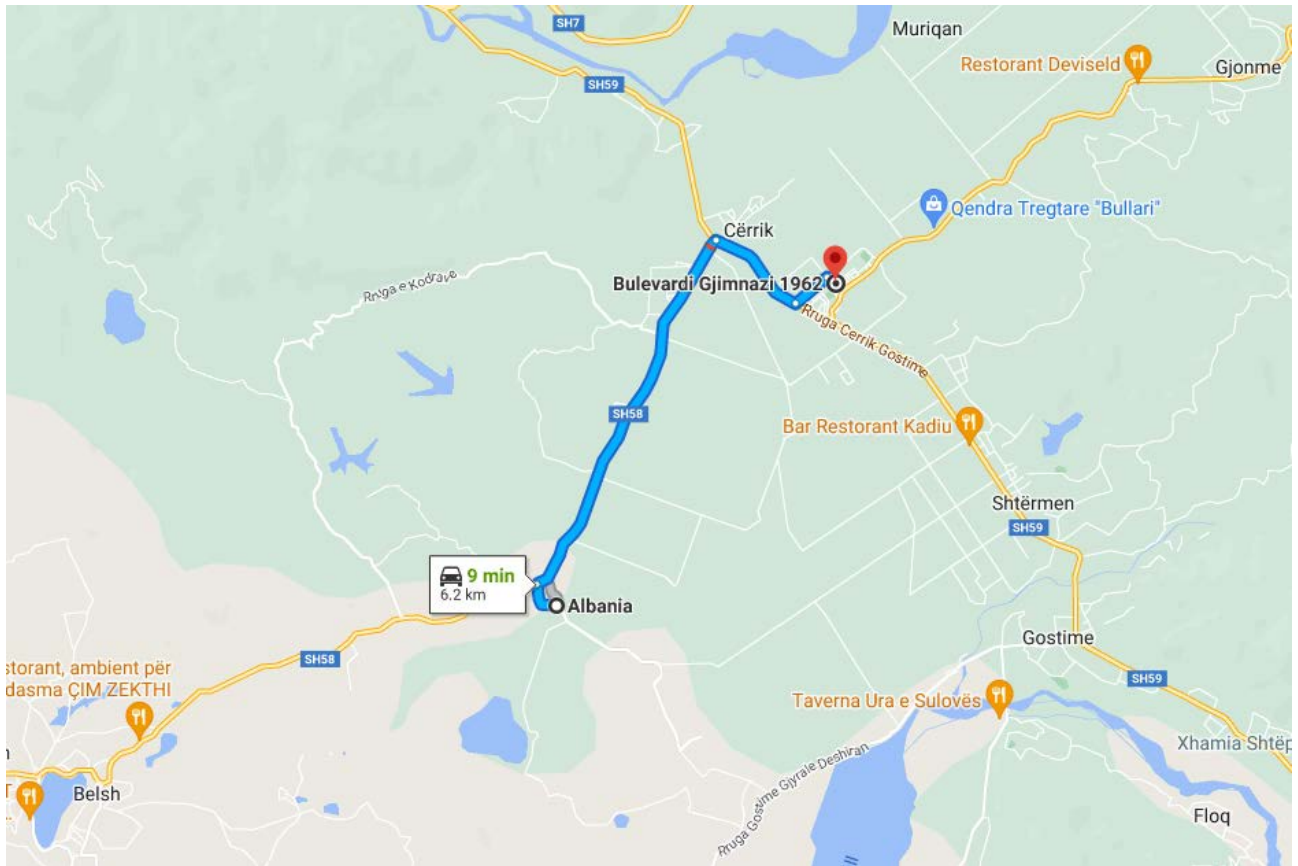 SH7
Muriqan
Restorant Deviseld
Gjonme
SH59
Qendra Tregtare "Bullari"
Cërrik
Bulevardi Gjimnazi 1962
Rruga e Kodrave
Rruga Cerrik Gostime
SH58
Bar Restorant Kadiu
Shtërmen
SH59
9 min
6.2 km
Albania
Gostime
SH58
storant, ambient për
dasma ÇIM ZEKTHI
SH59
Taverna Ura e Sulovës
Xhamia Shtëp
Rruga Gostime Gjyrale Deshiran
Belsh
T
Floq